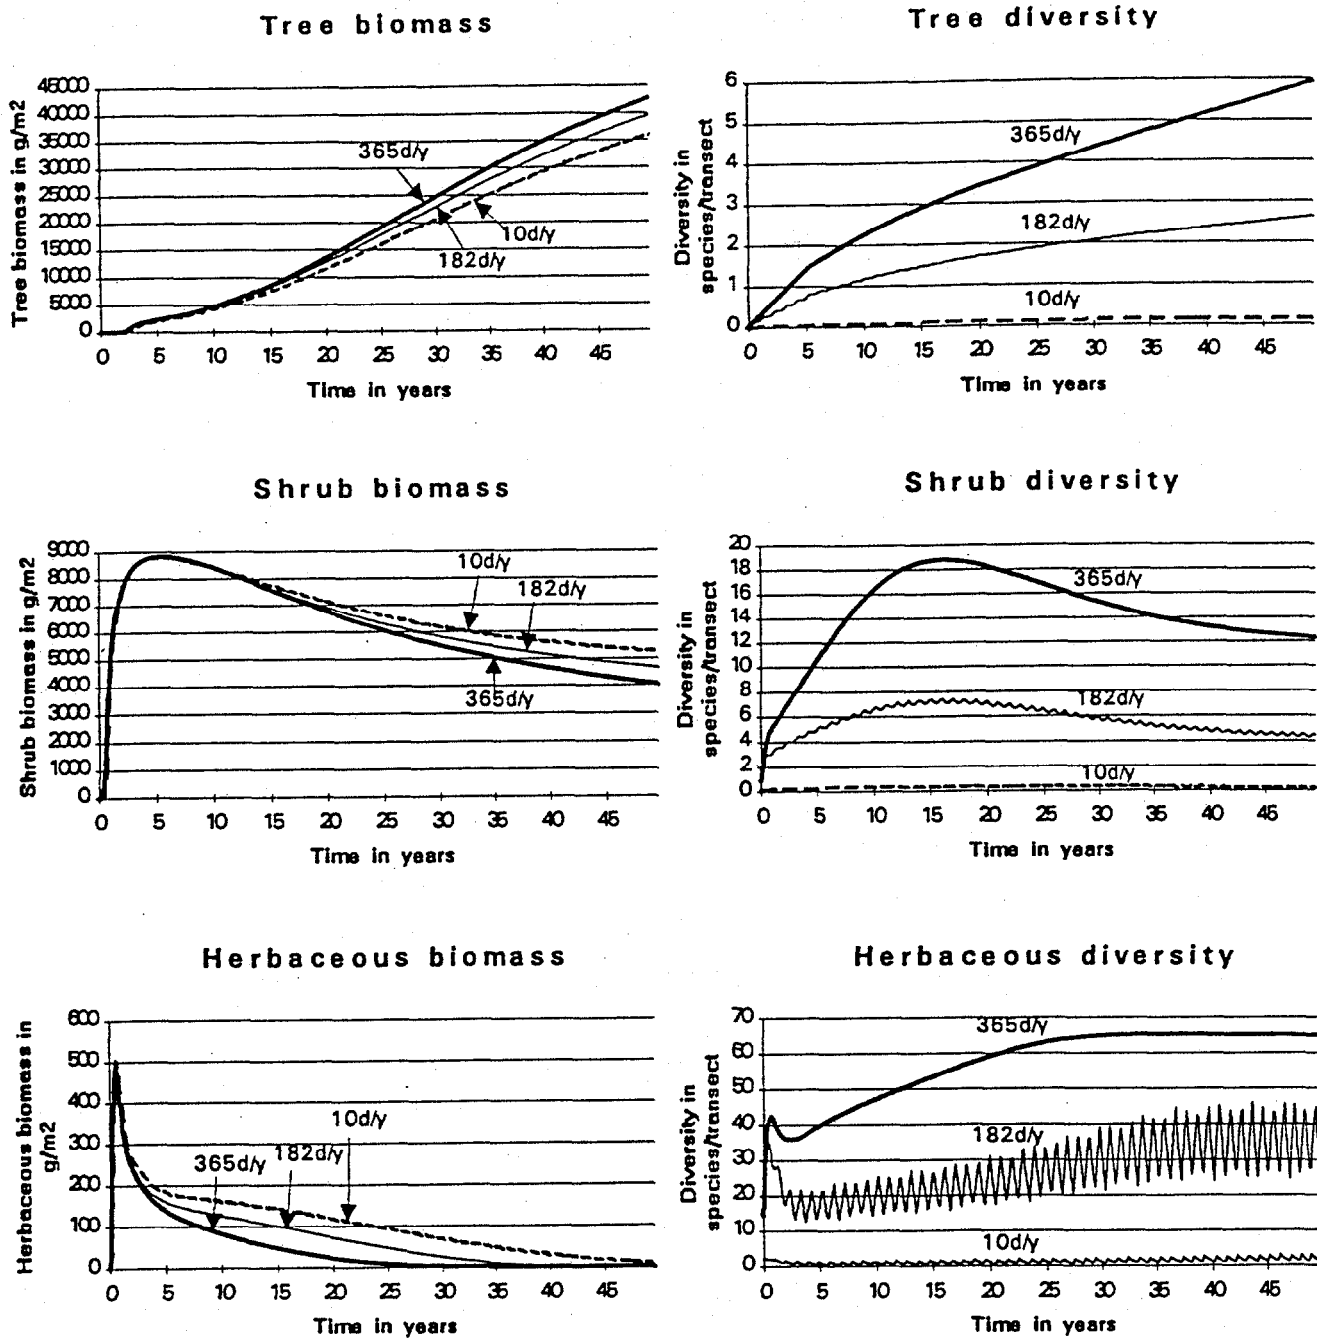 Tree biomass
Tree biomass in g/m2
45000
40000
35000
30000
25000
20000
15000
10000
5000
0
365d/y
10d/y
182d/y
0 5 10 15 20 25 30 35 40 45
Time in years
Tree diversity
Diversity in
species/transect
6
5
4
3
2
1
0
365d/y
182d/y
10d/y
0 5 10 15 20 25 30 35 40 45
Time in years
Shrub biomass
Shrub biomass in g/m2
9000
8000
7000
6000
5000
4000
3000
2000
1000
0
10d/y
182d/y
365d/y
0 5 10 15 20 25 30 35 40 45
Time in years
Shrub diversity
Diversity in
species/transect
20
18
16
14
12
10
8
6
4
2
0
365d/y
182d/y
10d/y
0 5 10 15 20 25 30 35 40 45
Time in years
Herbaceous biomass
Herbaceous biomass in
g/m2
600
500
400
300
200
100
0
10d/y
182d/y
365d/y
0 5 10 15 20 25 30 35 40 45
Time in years
Herbaceous diversity
Diversity in
species/transect
70
60
50
40
30
20
10
0
365d/y
182d/y
10d/y
0 5 10 15 20 25 30 35 40 45
Time in years